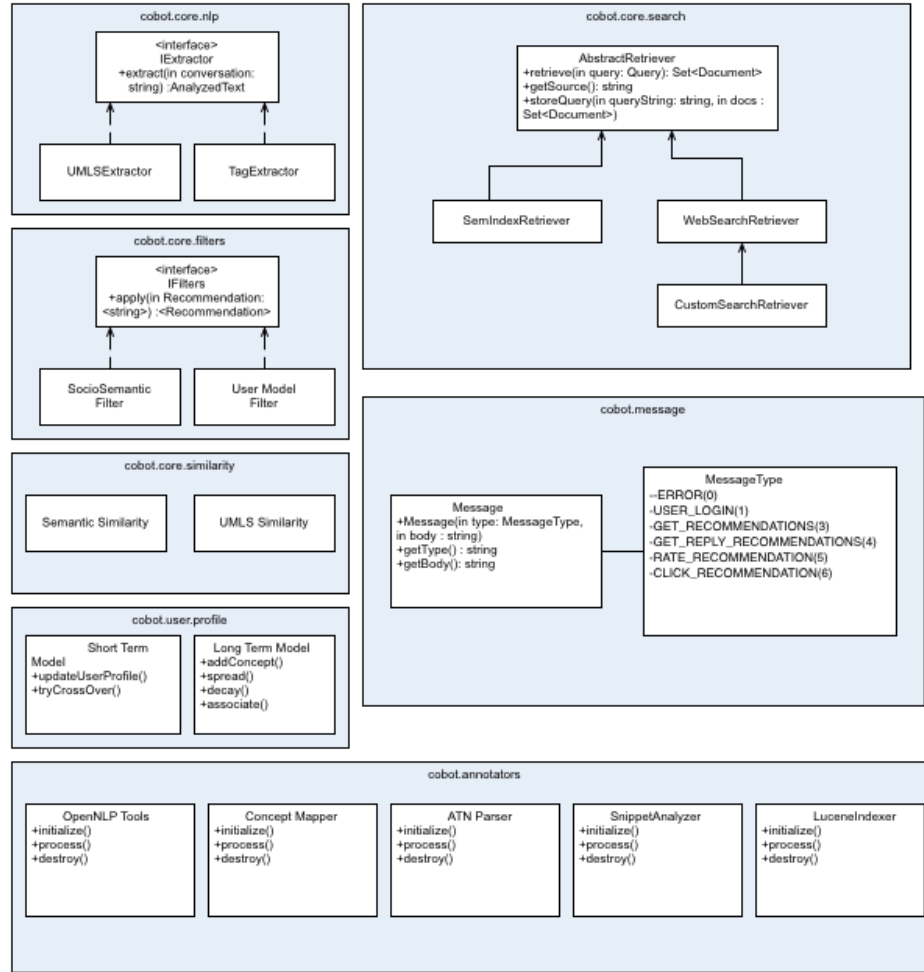 cobot.core.nlp
<interface>
IExtractor
+extract(in conversation:
string) :AnalyzedText
UMLSExtractor
TagExtractor
cobot.core.search
AbstractRetriever
+retrieve(in query: Query): Set<Document>
+getSource(): string
+storeQuery(in queryString: string, in docs :
Set<Document>)
SemIndexRetriever
WebSearchRetriever
CustomSearchRetriever
cobot.core.filters
<interface>
IFilters
+apply(in Recommendation:
<string>) :<Recommendation>
SocioSemantic
Filter
User Model
Filter
cobot.message
Message
+Message(in type: MessageType,
in body : string)
+getType() : string
+getBody(): string
MessageType
--ERROR(0)
-USER_LOGIN(1)
-GET_RECOMMENDATIONS(3)
-GET_REPLY_RECOMMENDATIONS(4)
-RATE_RECOMMENDATION(5)
-CLICK_RECOMMENDATION(6)
cobot.core.similarity
Semantic Similarity
UMLS Similarity
cobot.user.profile
Short Term
Model
+updateUserProfile()
+tryCrossOver()
Long Term Model
+addConcept()
+spread()
+decay()
+associate()
cobot.annotators
OpenNLP Tools
+initialize()
+process()
+destroy()
Concept Mapper
+initialize()
+process()
+destroy()
ATN Parser
+initialize()
+process()
+destroy()
SnippetAnalyzer
+initialize()
+process()
+destroy()
LuceneIndexer
+initialize()
+process()
+destroy()